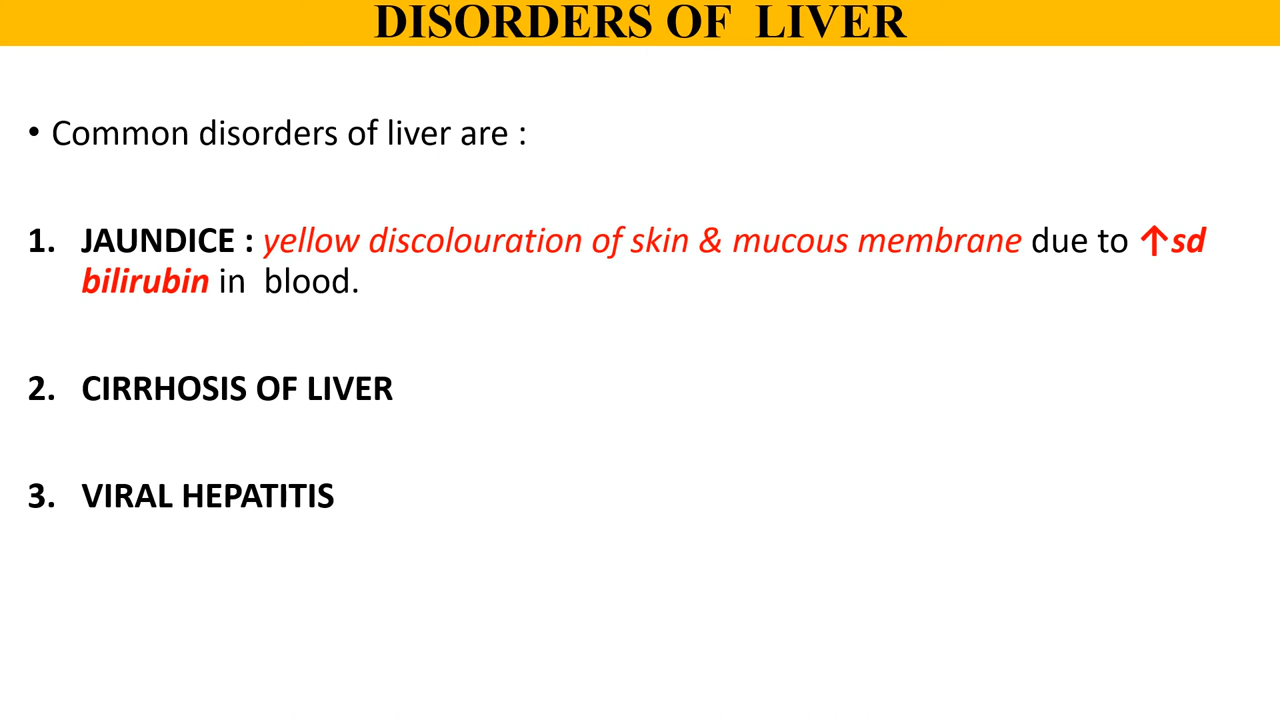 DISORDERS OF LIVER
• Common disorders of liver are :
1. JAUNDICE : yellow discolouration of skin & mucous membrane due to ↑sd
bilirubin in blood.
2. CIRRHOSIS OF LIVER
3. VIRAL HEPATITIS